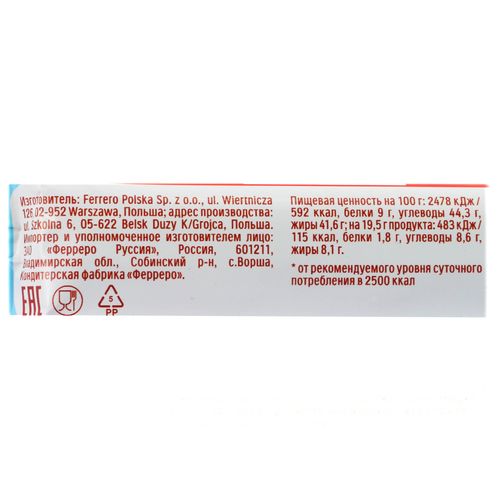 Изготовитель: Ferrero Polska Sp. z o.o., ul. Wiertnicza
126 02-952 Warszawa, Польша; адрес производства:
ul. Szkolna 6, 05-622 Belsk Duzy K/Grojca, Польша.
Импортер и уполномоченное изготовителем лицо:
ЗАО «Ферреро Руссия», Россия, 601211,
Владимирская обл., Собинский р-н, с.Ворша,
Кондитерская фабрика «Ферреро».
EAC
5
PP
Пищевая ценность на 100 г: 2478 кДж/
592 ккал, белки 9 г, углеводы 44,3 г,
жиры 41,6 г; на 19,5 г продукта: 483 кДж/
115 ккал, белки 1,8 г, углеводы 8,6 г,
жиры 8,1 г.
* от рекомендуемого уровня суточного
потребления в 2500 ккал